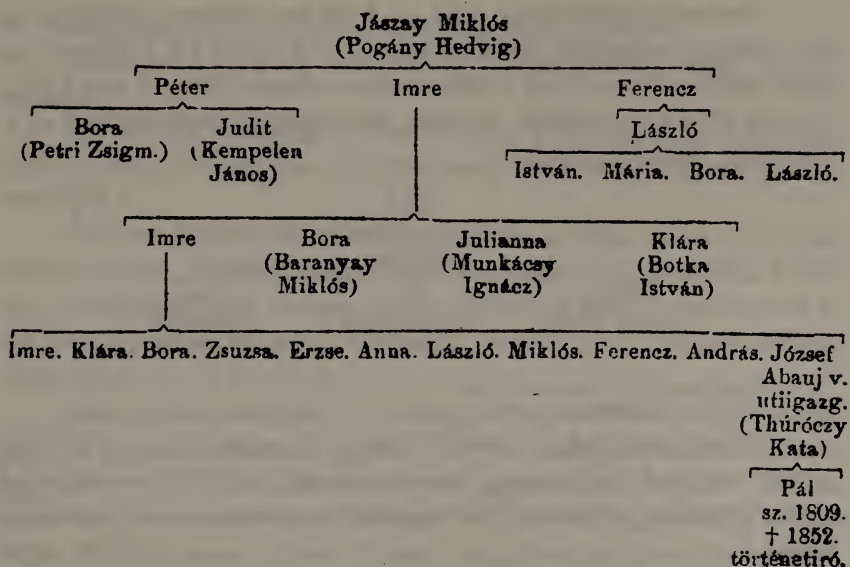 Jászay Miklós
(Pogány Hedvig)
Péter Imre Ferencz
Bora Judit László
(Petri Zsigm.) (Kempelen
János)
István. Mária. Bora. László.
Imre Bora Julianna Klára
(Baranyay (Munkácsy (Botka
Miklós) Ignácz) István)
Imre. Klára. Bora. Zsuzsa. Erzse. Anna. László. Miklós. Ferencz. András. József
Abauj v.
utiigazg.
(Thúróczy
Kata)
Pál
sz. 1809.
† 1852.
történetiró.